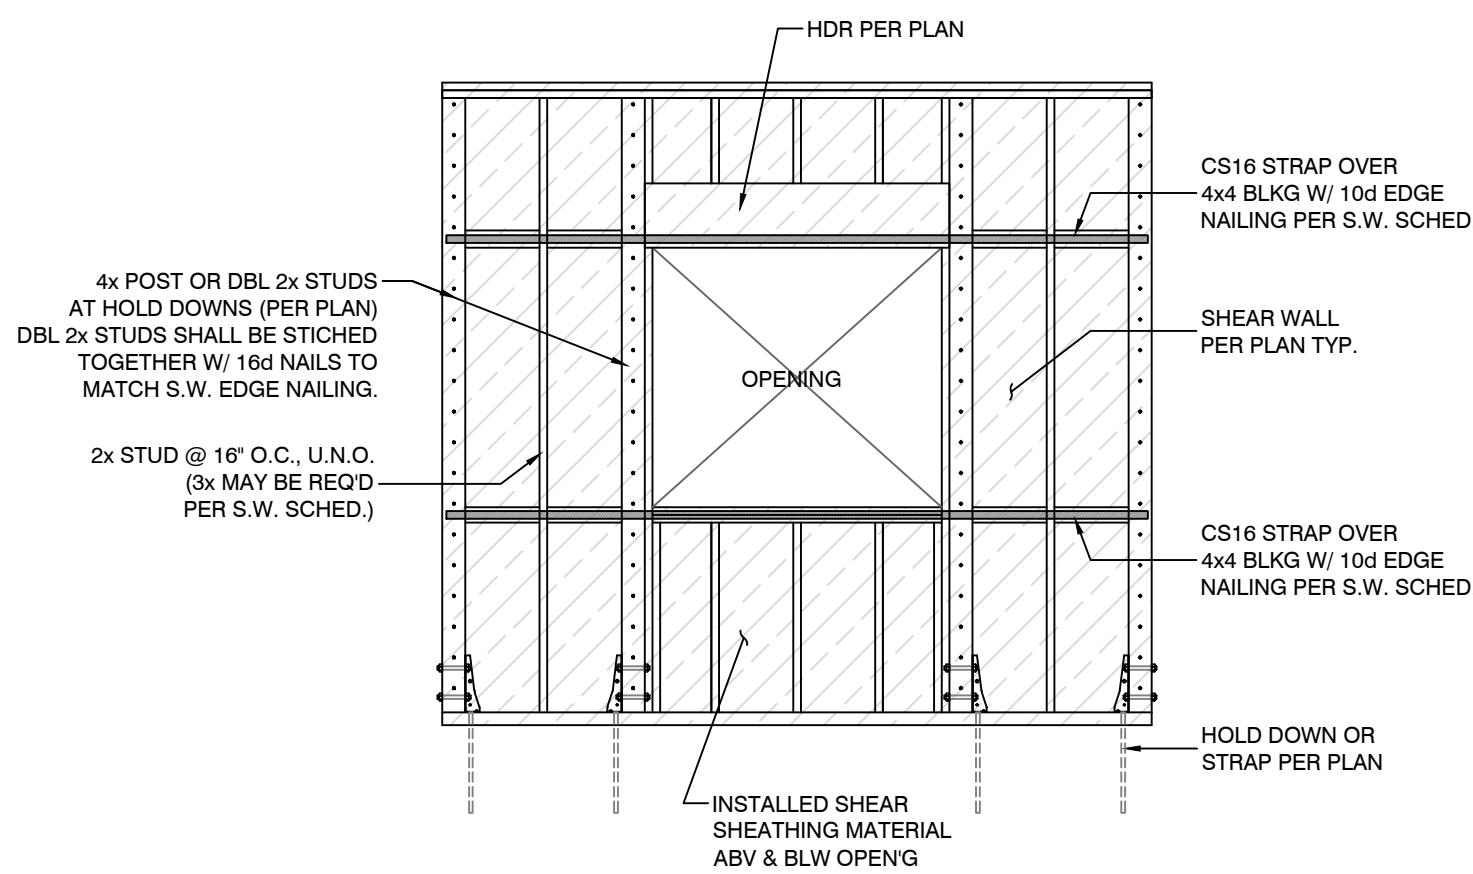 HDR PER PLAN
CS16 STRAP OVER
4x4 BLKG W/ 10d EDGE
NAILING PER S.W. SCHED
4x POST OR DBL 2x STUDS
AT HOLD DOWNS (PER PLAN)
DBL 2x STUDS SHALL BE STICHED
TOGETHER W/ 16d NAILS TO
MATCH S.W. EDGE NAILING.
SHEAR WALL
PER PLAN TYP.
OPENING
2x STUD @ 16" O.C., U.N.O.
(3x MAY BE REQ'D
PER S.W. SCHED.)
CS16 STRAP OVER
4x4 BLKG W/ 10d EDGE
NAILING PER S.W. SCHED
HOLD DOWN OR
STRAP PER PLAN
INSTALLED SHEAR
SHEATHING MATERIAL
ABV & BLW OPEN'G